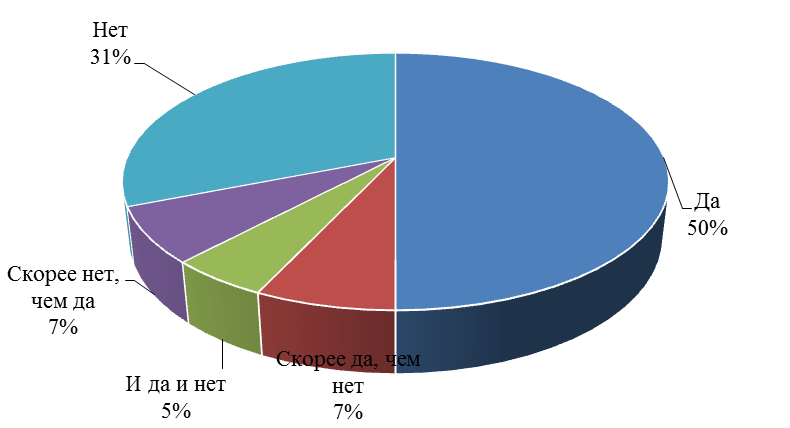 Нет
31%
Да
50%
Скорее нет,
чем да
7%
И да и нет
5%
Скорее да, чем
нет
7%